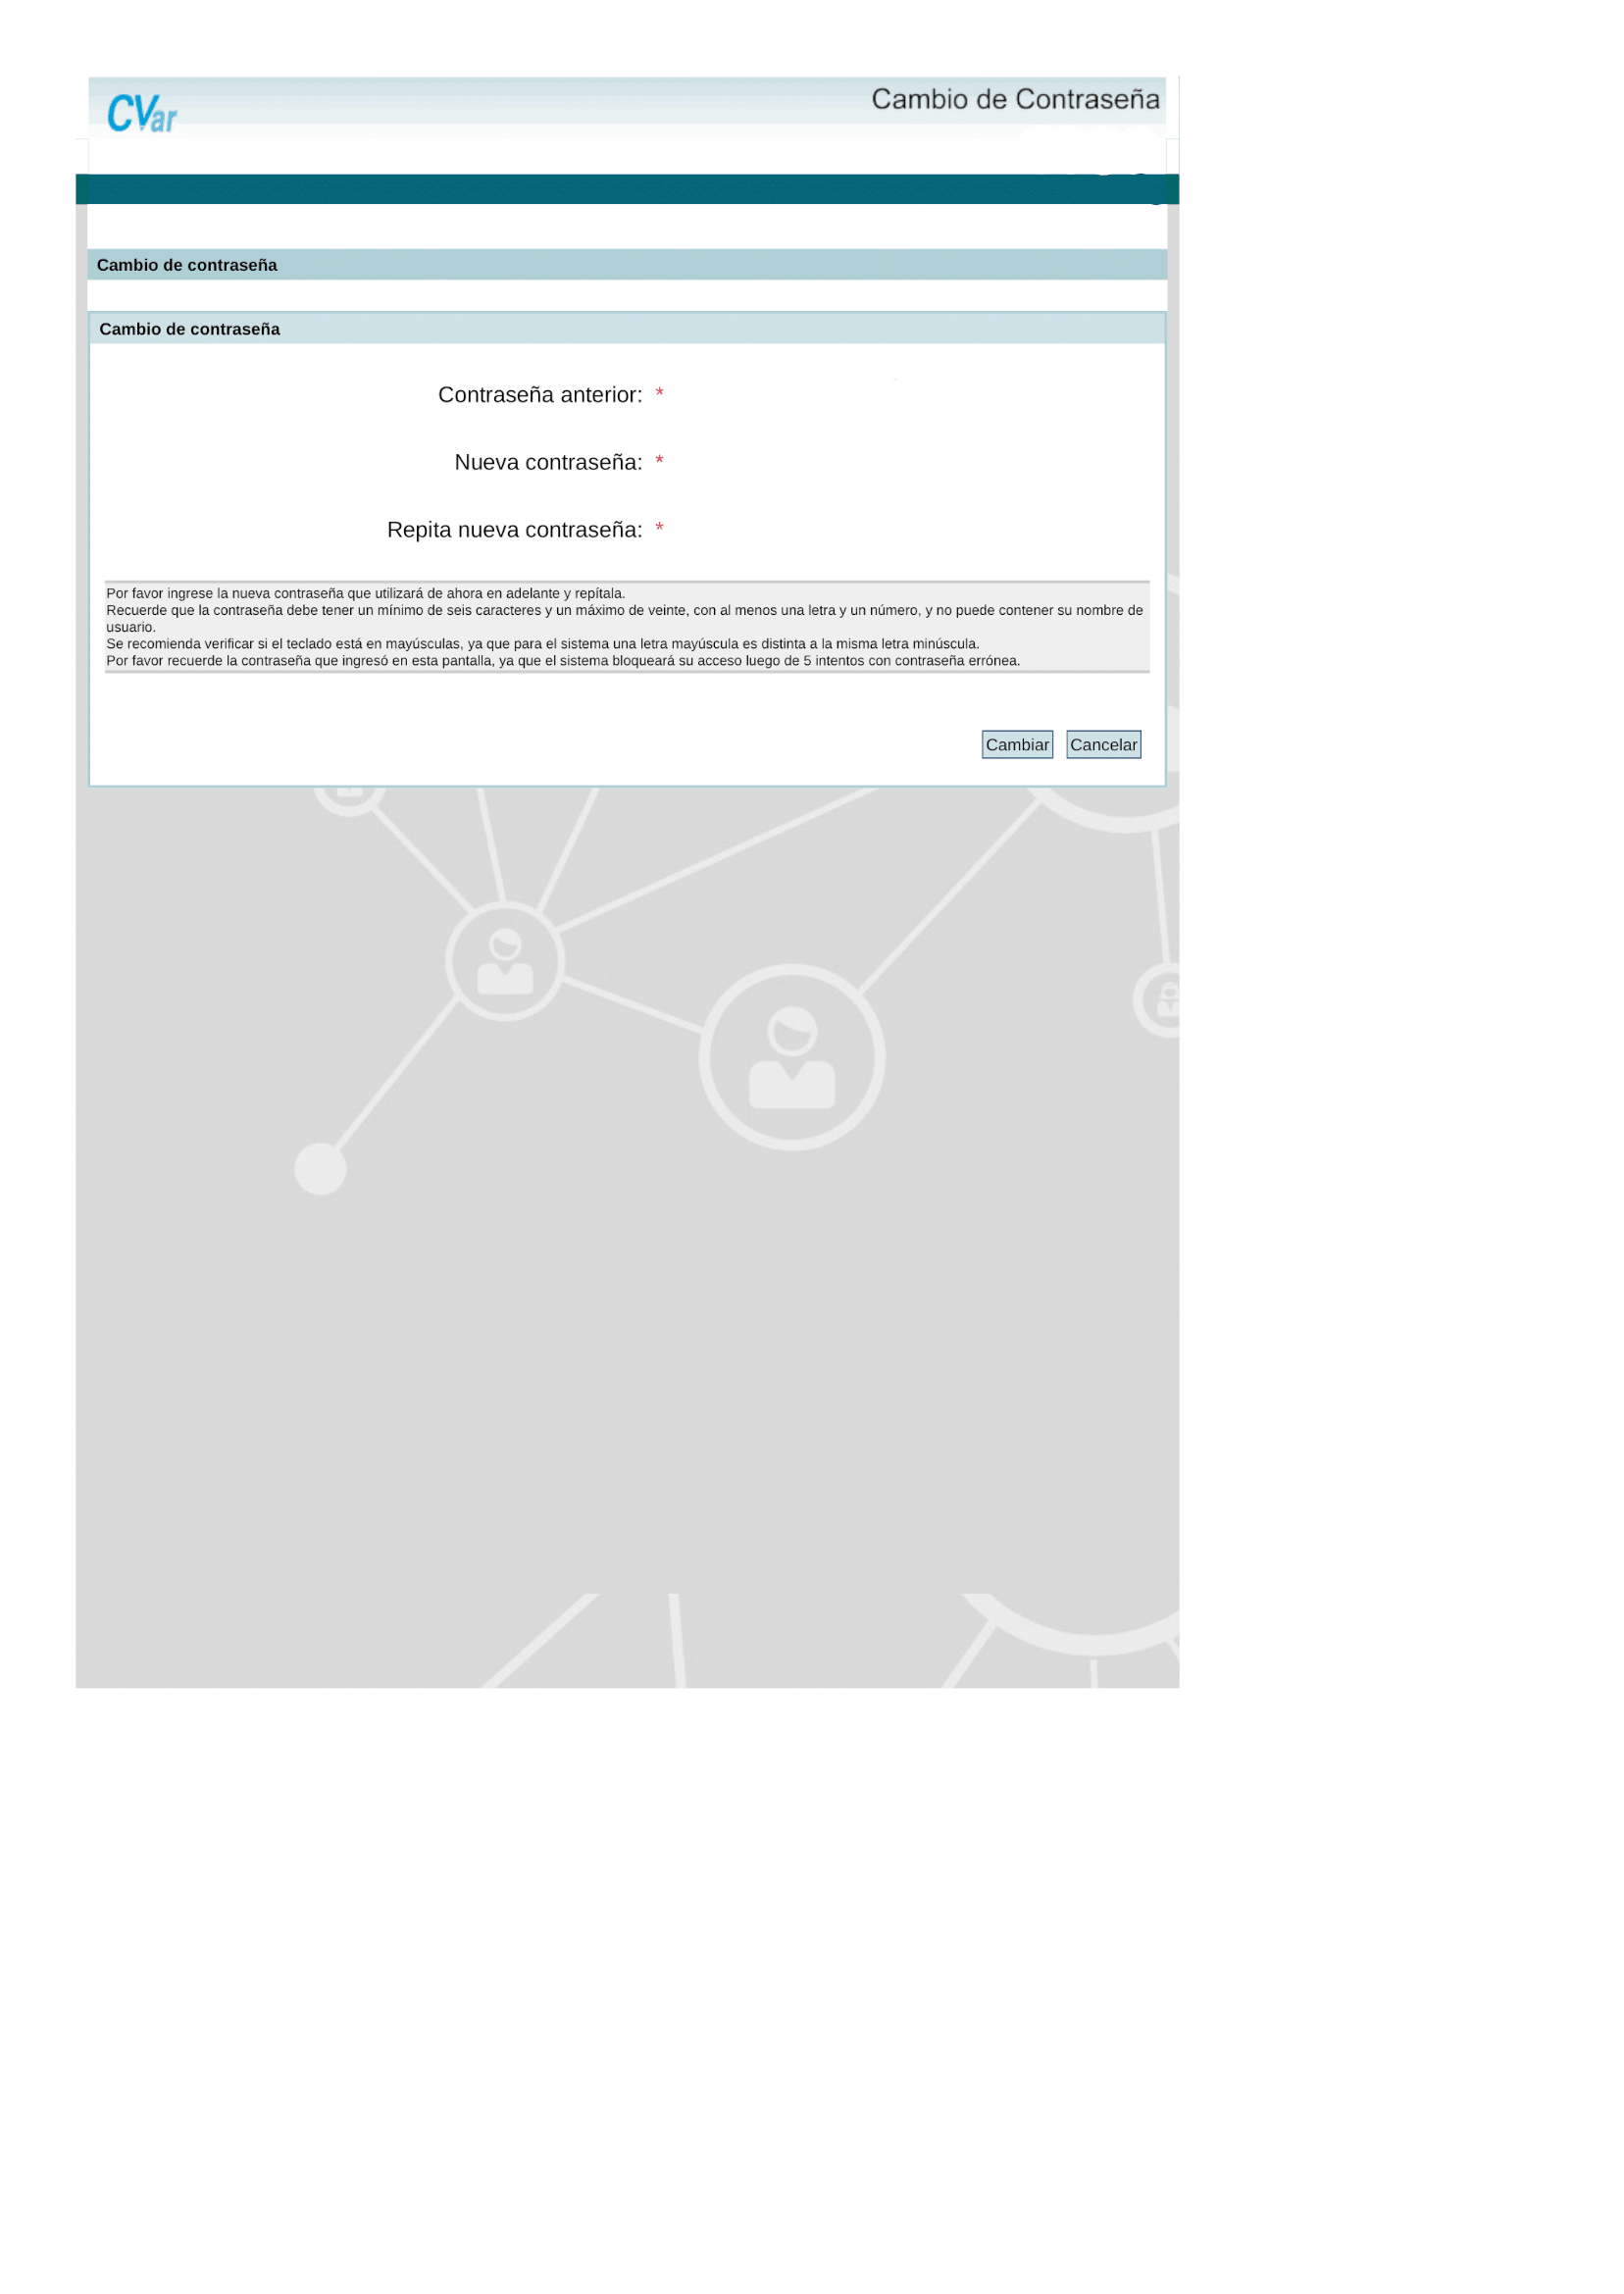 CVar
Cambio de Contraseña
Cambio de contraseña
Cambio de contraseña
Contraseña anterior: *
Nueva contraseña: *
Repita nueva contraseña: *
Por favor ingrese la nueva contraseña que utilizará de ahora en adelante y repítala.
Recuerde que la contraseña debe tener un mínimo de seis caracteres y un máximo de veinte, con al menos una letra y un número, y no puede contener su nombre de
usuario.
Se recomienda verificar si el teclado está en mayúsculas, ya que para el sistema una letra mayúscula es distinta a la misma letra minúscula.
Por favor recuerde la contraseña que ingresó en esta pantalla, ya que el sistema bloqueará su acceso luego de 5 intentos con contraseña errónea.
Cambiar Cancelar